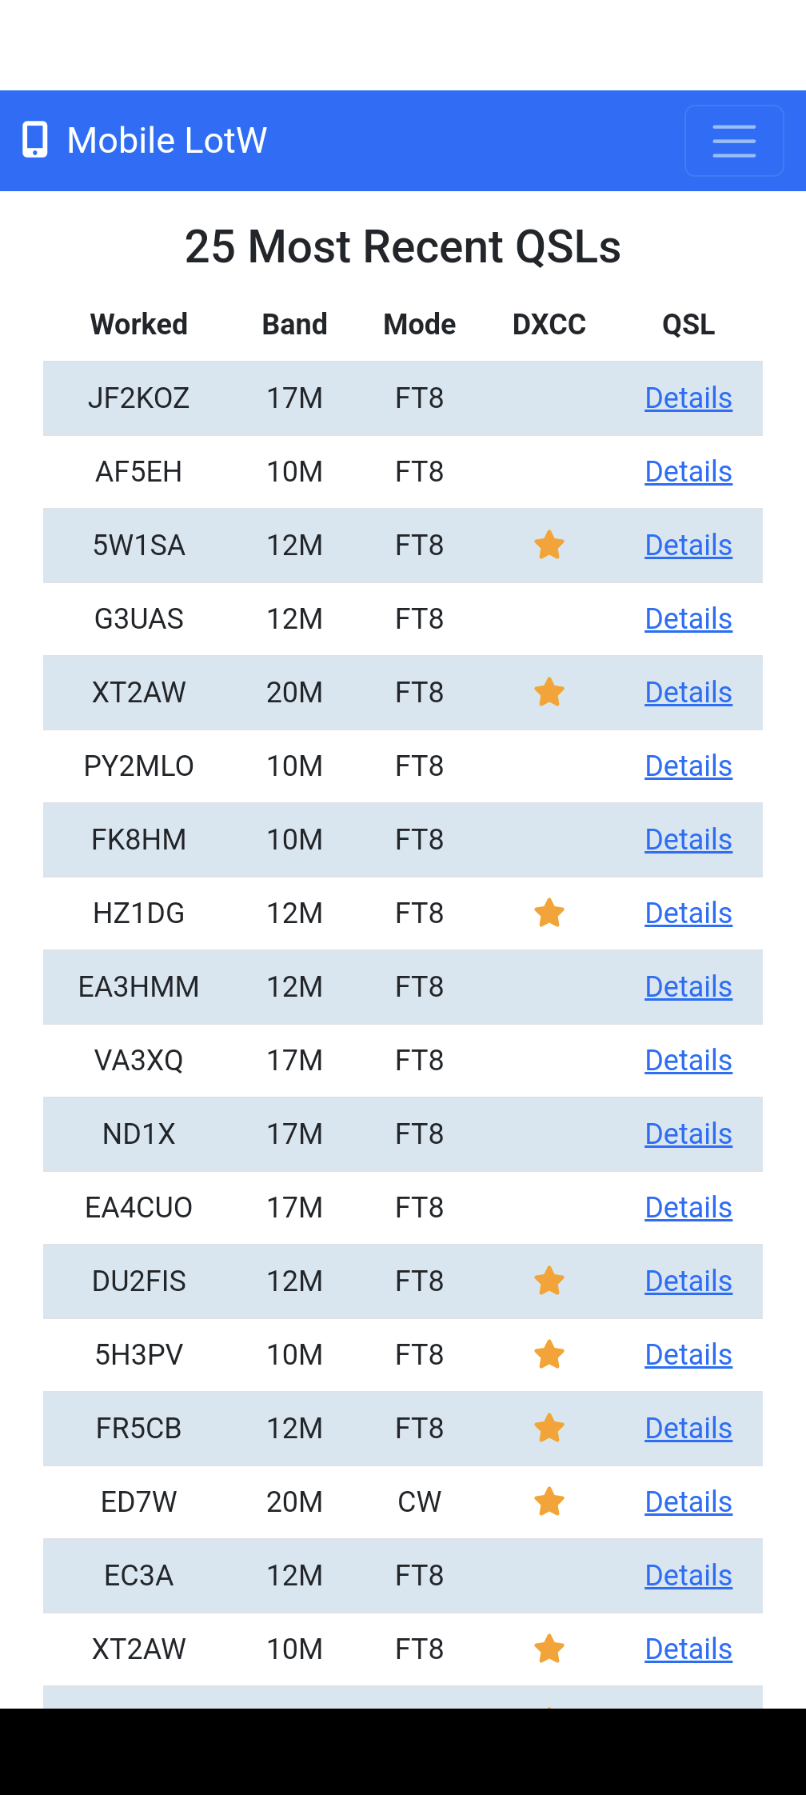 Mobile LotW
25 Most Recent QSLs
Worked Band Mode DXCC QSL
JF2KOZ 17M FT8 Details
AF5EH 10M FT8 Details
5W1SA 12M FT8 Details
G3UAS 12M FT8 Details
XT2AW 20M FT8 Details
PY2MLO 10M FT8 Details
FK8HM 10M FT8 Details
HZ1DG 12M FT8 Details
EA3HMM 12M FT8 Details
VA3XQ 17M FT8 Details
ND1X 17M FT8 Details
EA4CUO 17M FT8 Details
DU2FIS 12M FT8 Details
5H3PV 10M FT8 Details
FR5CB 12M FT8 Details
ED7W 20M CW Details
EC3A 12M FT8 Details
XT2AW 10M FT8 Details